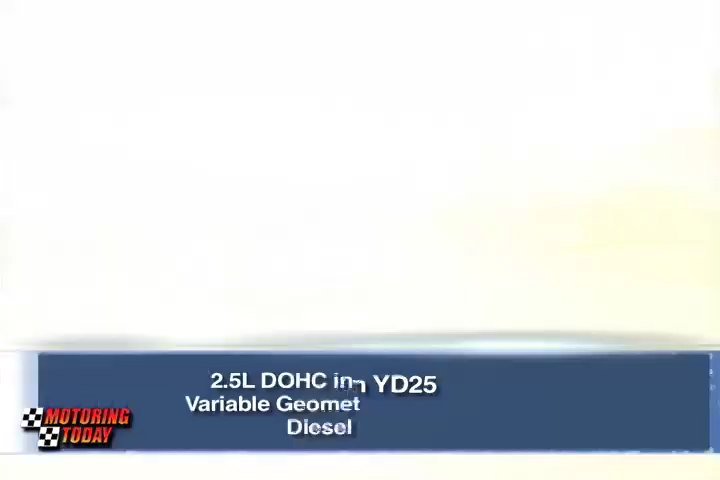 2.5L DOHC in YD25
Variable Geomet
Diesel
MOTORING
TODAY